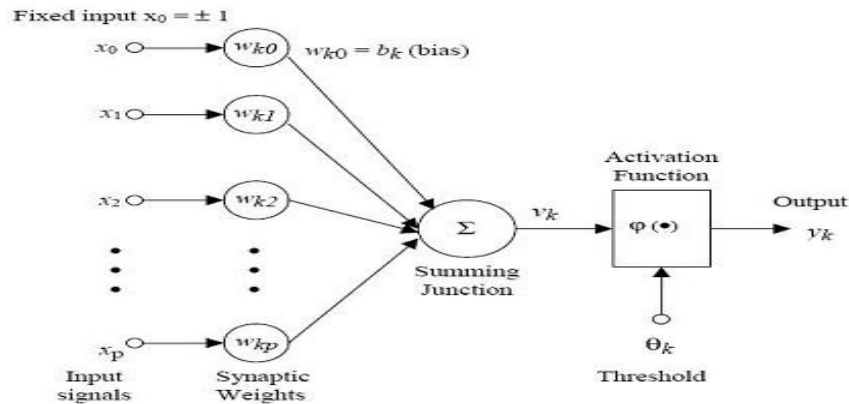 Fixed input x₀ = ± 1
x₀
wₖ₀
wₖ₀ = bₖ (bias)
x₁
wₖ₁
x₂
wₖ₂
Σ
Summing
Junction
vₖ
Activation
Function
φ (•)
Output
yₖ
θₖ
Threshold
xₚ
wₖₚ
Input
signals
Synaptic
Weights